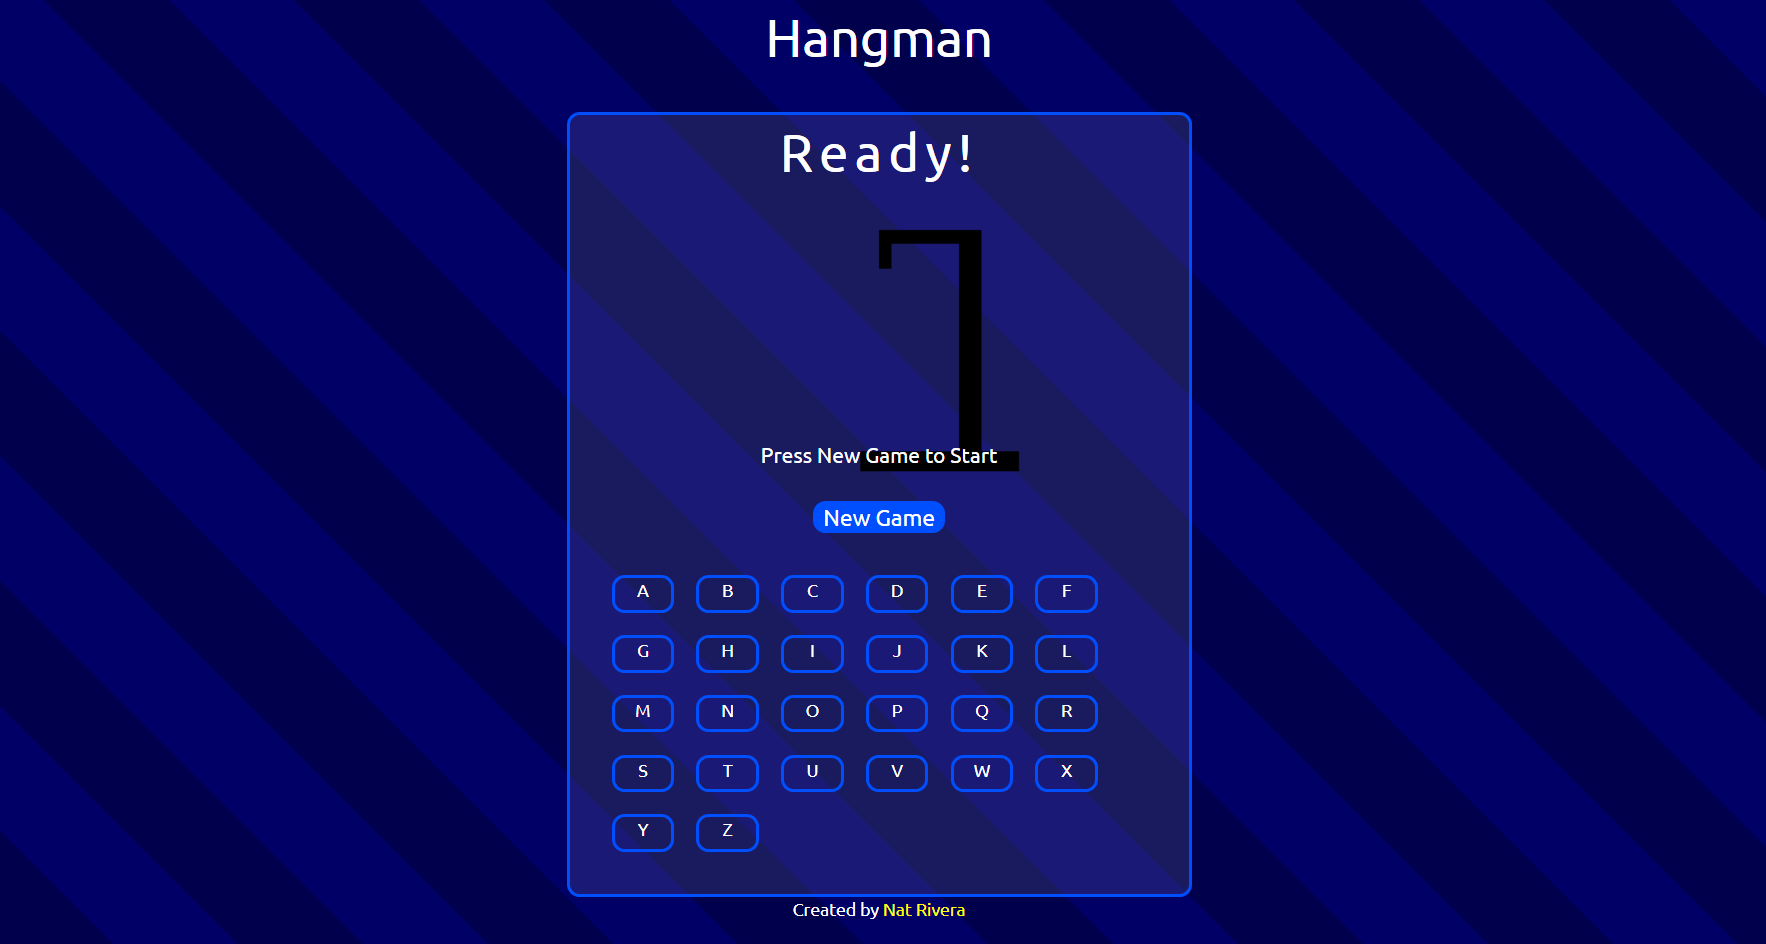 Hangman
Ready!
Press New Game to Start
New Game
A B C D E F
G H I J K L
M N O P Q R
S T U V W X
Y Z
Created by Nat Rivera